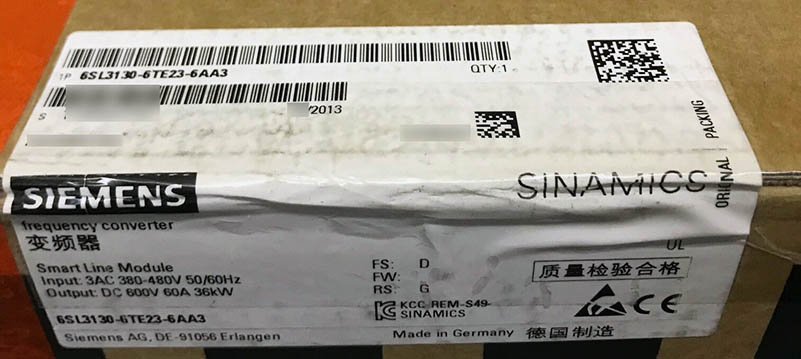 1P 6SL3130-6TE23-6AA3
QTY:1
S
/2013
ORIGINAL PACKING
SIEMENS
SINAMICS
frequency converter
变频器
UL
Smart Line Module
Input: 3AC 380-480V 50/60Hz
Output: DC 600V 60A 36kW
FS: D
FW:
RS: G
质量检验合格
KCC-REM-S49-
SINAMICS
CE
6SL3130-6TE23-6AA3
Siemens AG, DE-91056 Erlangen
Made in Germany 德国制造